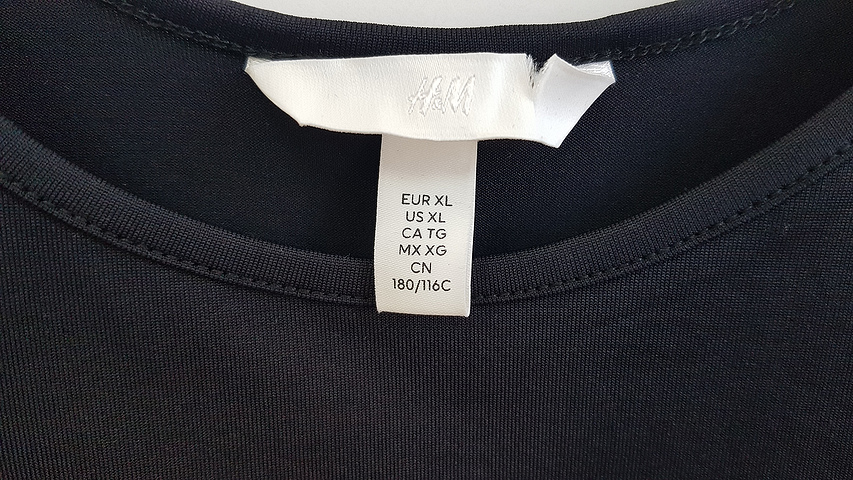 H&M
EUR XL
US XL
CA TG
MX XG
CN
180/116C